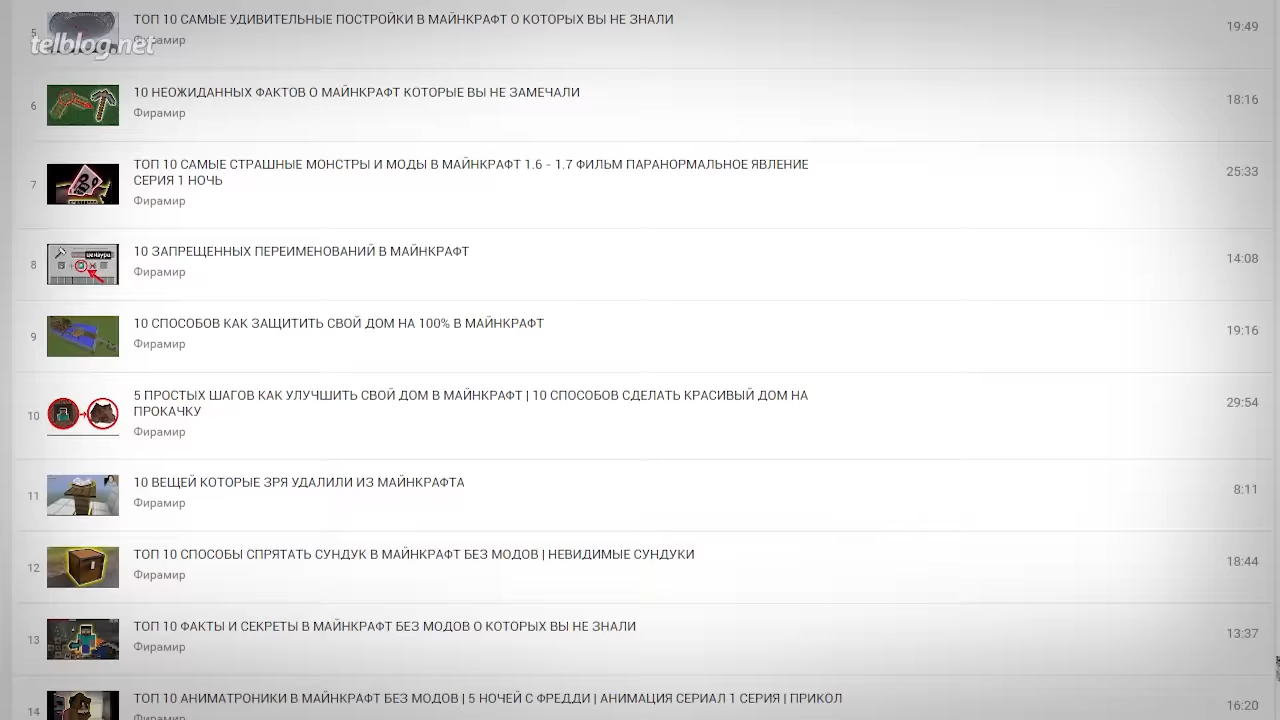 5
ТОП 10 САМЫЕ УДИВИТЕЛЬНЫЕ ПОСТРОЙКИ В МАЙНКРАФТ О КОТОРЫХ ВЫ НЕ ЗНАЛИ
19:49
telblog.net
Фирамир
6
10 НЕОЖИДАННЫХ ФАКТОВ О МАЙНКРАФТ КОТОРЫЕ ВЫ НЕ ЗАМЕЧАЛИ
18:16
Фирамир
7
ТОП 10 САМЫЕ СТРАШНЫЕ МОНСТРЫ И МОДЫ В МАЙНКРАФТ 1.6 - 1.7 ФИЛЬМ ПАРАНОРМАЛЬНОЕ ЯВЛЕНИЕ
СЕРИЯ 1 НОЧЬ
25:33
Фирамир
8
10 ЗАПРЕЩЕННЫХ ПЕРЕИМЕНОВАНИЙ В МАЙНКРАФТ
14:08
Фирамир
9
10 СПОСОБОВ КАК ЗАЩИТИТЬ СВОЙ ДОМ НА 100% В МАЙНКРАФТ
19:16
Фирамир
10
5 ПРОСТЫХ ШАГОВ КАК УЛУЧШИТЬ СВОЙ ДОМ В МАЙНКРАФТ | 10 СПОСОБОВ СДЕЛАТЬ КРАСИВЫЙ ДОМ НА
ПРОКАЧКУ
29:54
Фирамир
11
10 ВЕЩЕЙ КОТОРЫЕ ЗРЯ УДАЛИЛИ ИЗ МАЙНКРАФТА
8:11
Фирамир
12
ТОП 10 СПОСОБЫ СПРЯТАТЬ СУНДУК В МАЙНКРАФТ БЕЗ МОДОВ | НЕВИДИМЫЕ СУНДУКИ
18:44
Фирамир
13
ТОП 10 ФАКТЫ И СЕКРЕТЫ В МАЙНКРАФТ БЕЗ МОДОВ О КОТОРЫХ ВЫ НЕ ЗНАЛИ
13:37
Фирамир
14
ТОП 10 АНИМАТРОНИКИ В МАЙНКРАФТ БЕЗ МОДОВ | 5 НОЧЕЙ С ФРЕДДИ | АНИМАЦИЯ СЕРИАЛ 1 СЕРИЯ | ПРИКОЛ
16:20
Фирамир